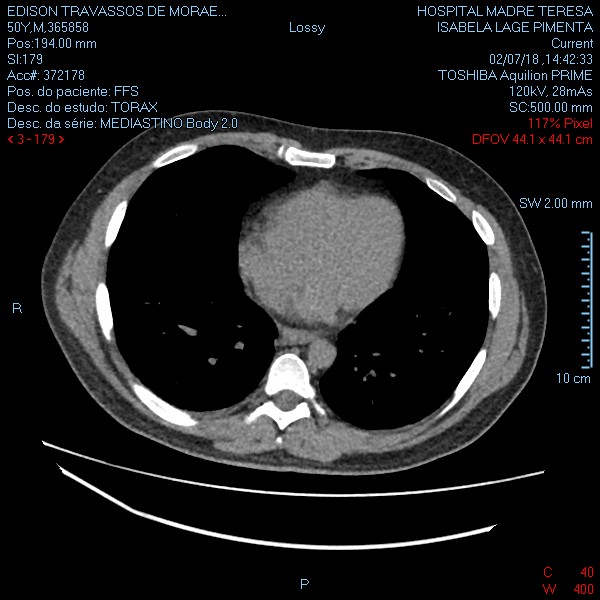 EDISON TRAVASSOS DE MORAE...
50Y,M,365858
Pos:194.00 mm
SI:179
Acc#: 372178
Pos. do paciente: FFS
Desc. do estudo: TORAX
Desc. da série: MEDIASTINO Body 2.0
< 3 - 179 >
Lossy
HOSPITAL MADRE TERESA
ISABELA LAGE PIMENTA
Current
02/07/18 ,14:42:33
TOSHIBA Aquilion PRIME
120kV, 28mAs
SC:500.00 mm
117% Pixel
DFOV 44.1 x 44.1 cm
SW 2.00 mm
R
10 cm
P
C 40
W 400